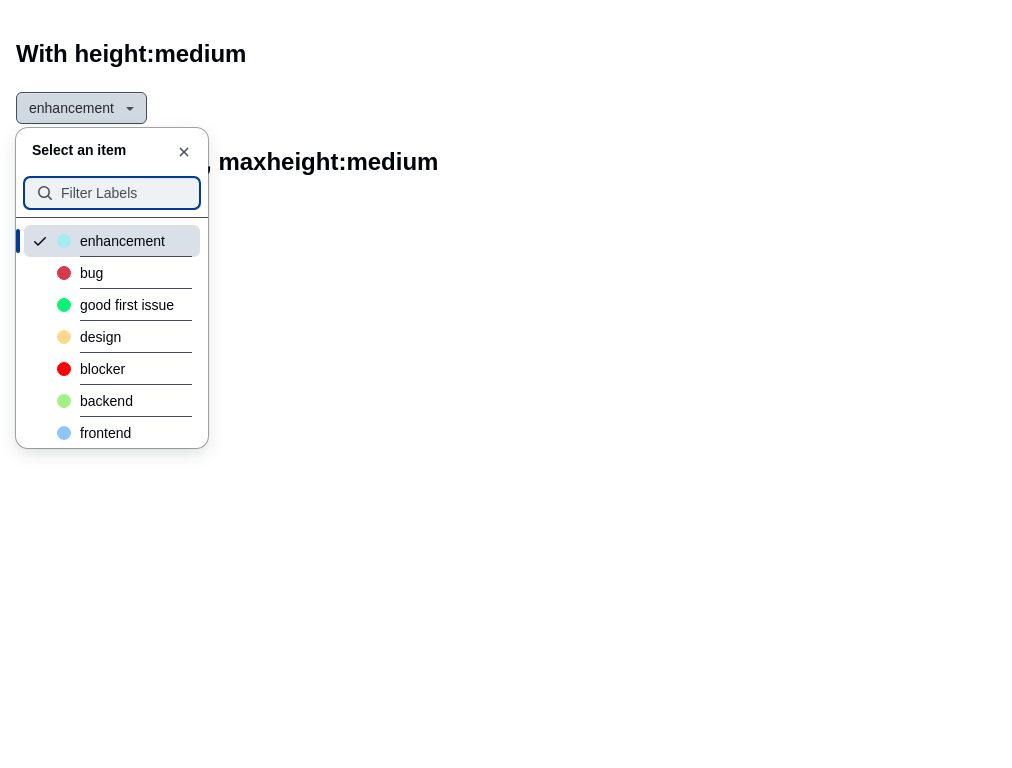 With height:medium
enhancement
Select an item
, maxheight:medium
Filter Labels
enhancement
bug
good first issue
design
blocker
backend
frontend